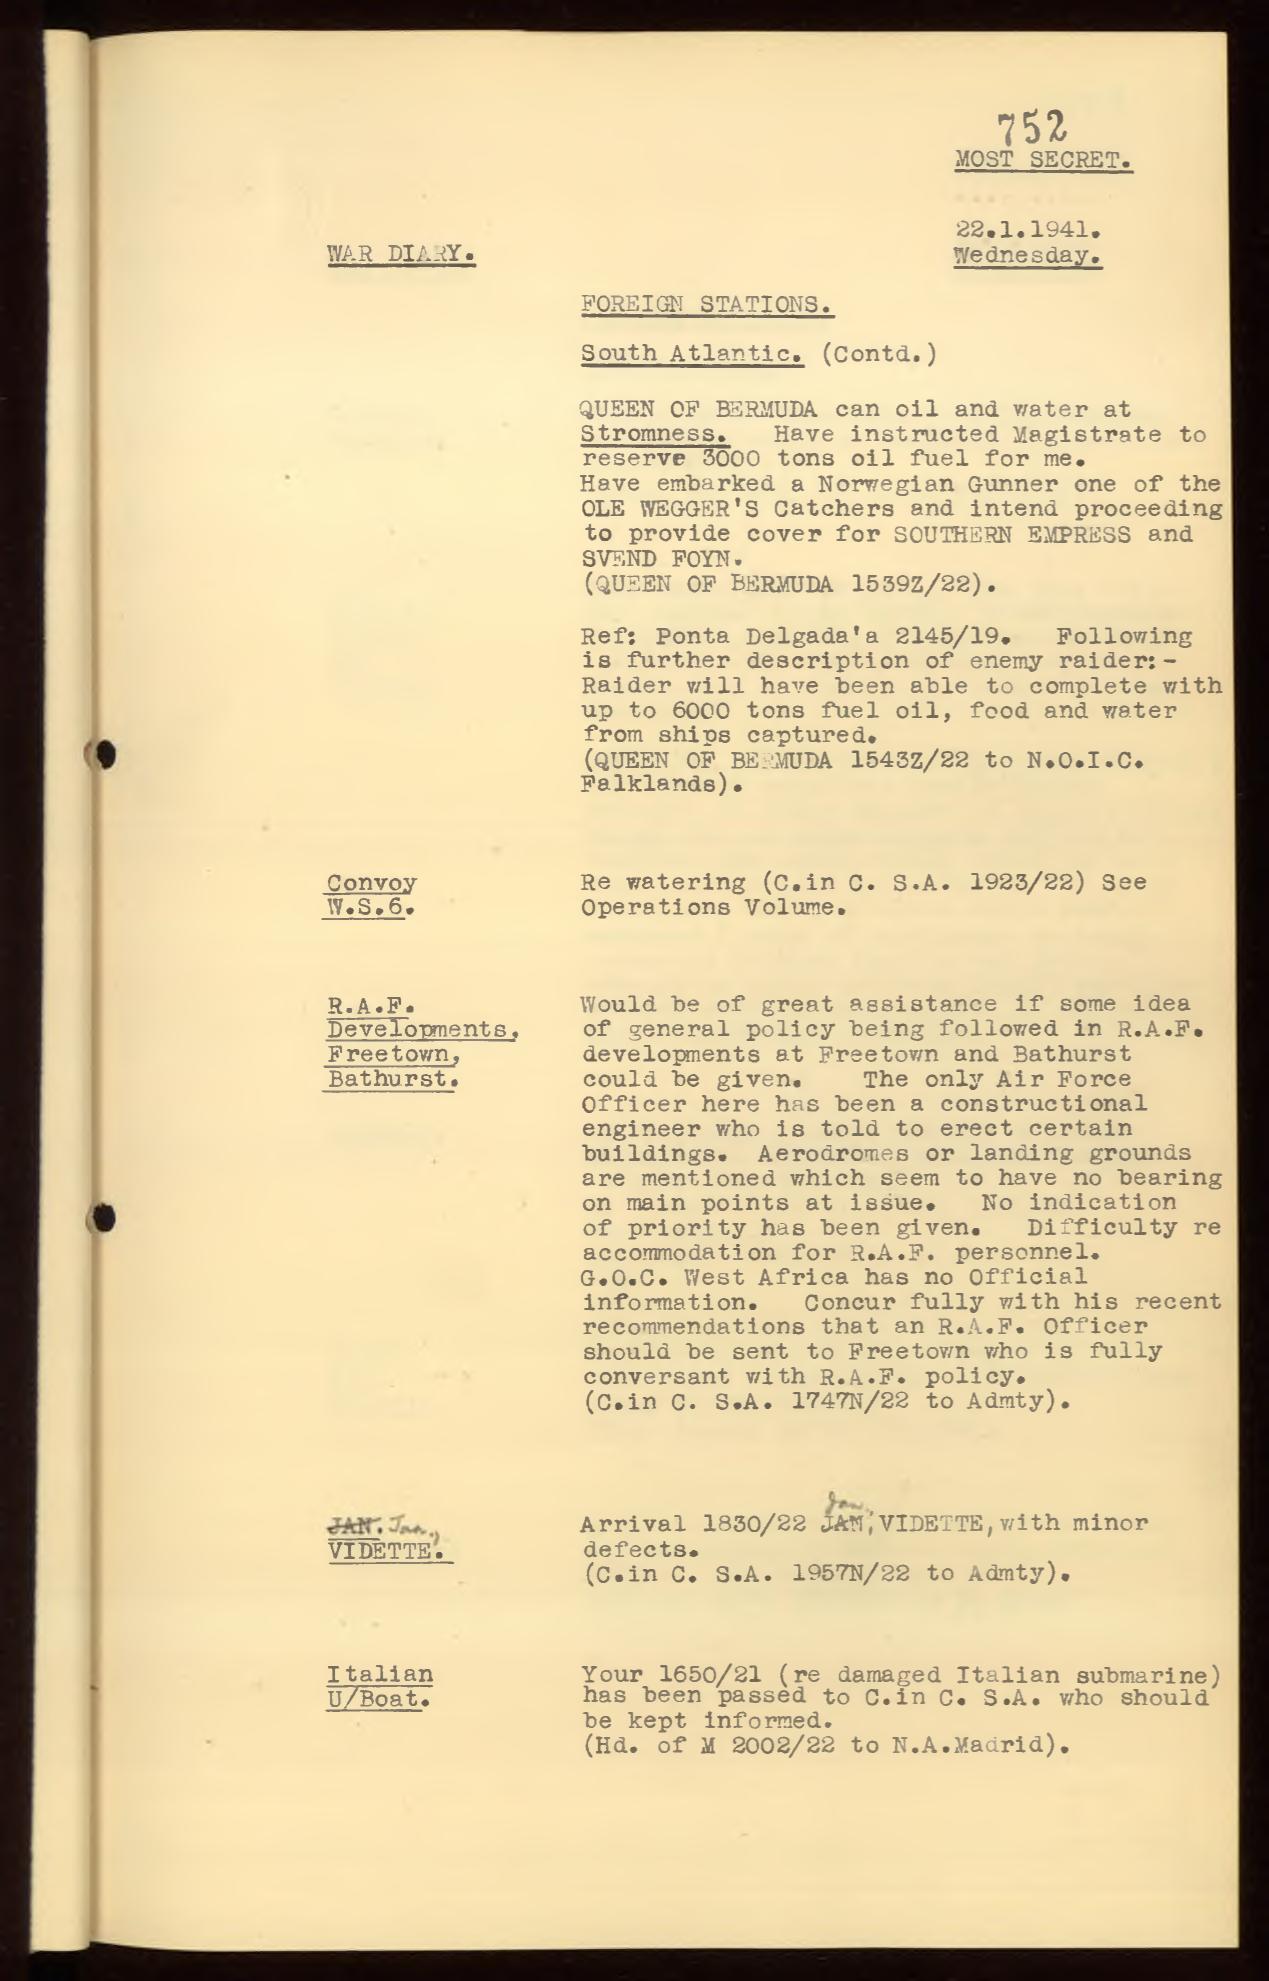 752
MOST SECRET.
22.1.1941.
WAR DIARY.
Wednesday.
FOREIGN STATIONS.
South Atlantic. (Contd.)
QUEEN OF BERMUDA can oil and water at
Stromness. Have instructed Magistrate to
reserve 3000 tons oil fuel for me.
Have embarked a Norwegian Gunner one of the
OLE WEGGER'S Catchers and intend proceeding
to provide cover for SOUTHERN EMPRESS and
SVEND FOYN.
(QUEEN OF BERMUDA 1539Z/22).
Ref: Ponta Delgada'a 2145/19. Following
is further description of enemy raider:-
Raider will have been able to complete with
up to 6000 tons fuel oil, food and water
from ships captured.
(QUEEN OF BERMUDA 1543Z/22 to N.O.I.C.
Falklands).
Convoy
W.S.6.
Re watering (C.in C. S.A. 1923/22) See
Operations Volume.
R.A.F.
Developments,
Freetown,
Bathurst.
Would be of great assistance if some idea
of general policy being followed in R.A.F.
developments at Freetown and Bathurst
could be given. The only Air Force
Officer here has been a constructional
engineer who is told to erect certain
buildings. Aerodromes or landing grounds
are mentioned which seem to have no bearing
on main points at issue. No indication
of priority has been given. Difficulty re
accommodation for R.A.F. personnel.
G.O.C. West Africa has no Official
information. Concur fully with his recent
recommendations that an R.A.F. Officer
should be sent to Freetown who is fully
conversant with R.A.F. policy.
(C.in C. S.A. 1747N/22 to Admty).
JAN. Jan.,
VIDETTE.
Jan.,
Arrival 1830/22 JAN, VIDETTE, with minor
defects.
(C.in C. S.A. 1957N/22 to Admty).
Italian
U/Boat.
Your 1650/21 (re damaged Italian submarine)
has been passed to C.in C. S.A. who should
be kept informed.
(Hd. of M 2002/22 to N.A.Madrid).